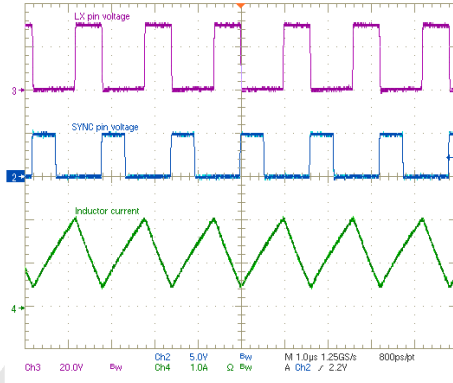 LX pin voltage
3
SYNC pin voltage
2
Inductor current
4
Ch2 5.0V Bw M 1.0µs 1.25GS/s 800ps/pt
Ch3 20.0V Bw Ch4 1.0A Ω Bw A Ch2 / 2.2V